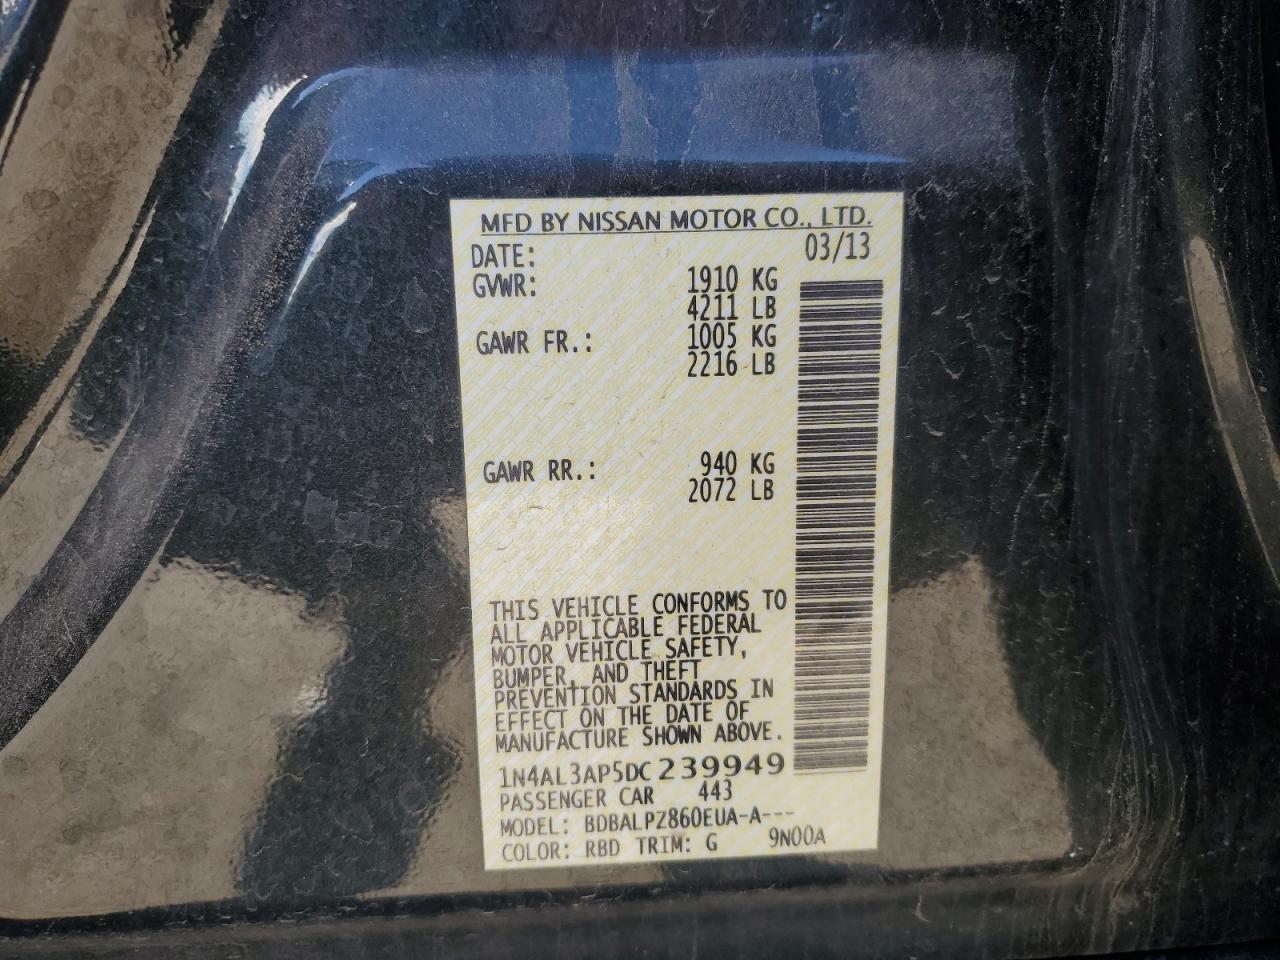 MFD BY NISSAN MOTOR CO., LTD.
DATE: 03/13
GVWR: 1910 KG
4211 LB
GAWR FR.: 1005 KG
2216 LB
GAWR RR.: 940 KG
2072 LB
THIS VEHICLE CONFORMS TO
ALL APPLICABLE FEDERAL
MOTOR VEHICLE SAFETY,
BUMPER, AND THEFT
PREVENTION STANDARDS IN
EFFECT ON THE DATE OF
MANUFACTURE SHOWN ABOVE.
1N4AL3AP5DC239949
PASSENGER CAR 443
MODEL: BDBALPZ860EUA-A---
COLOR: RBD TRIM: G 9N00A